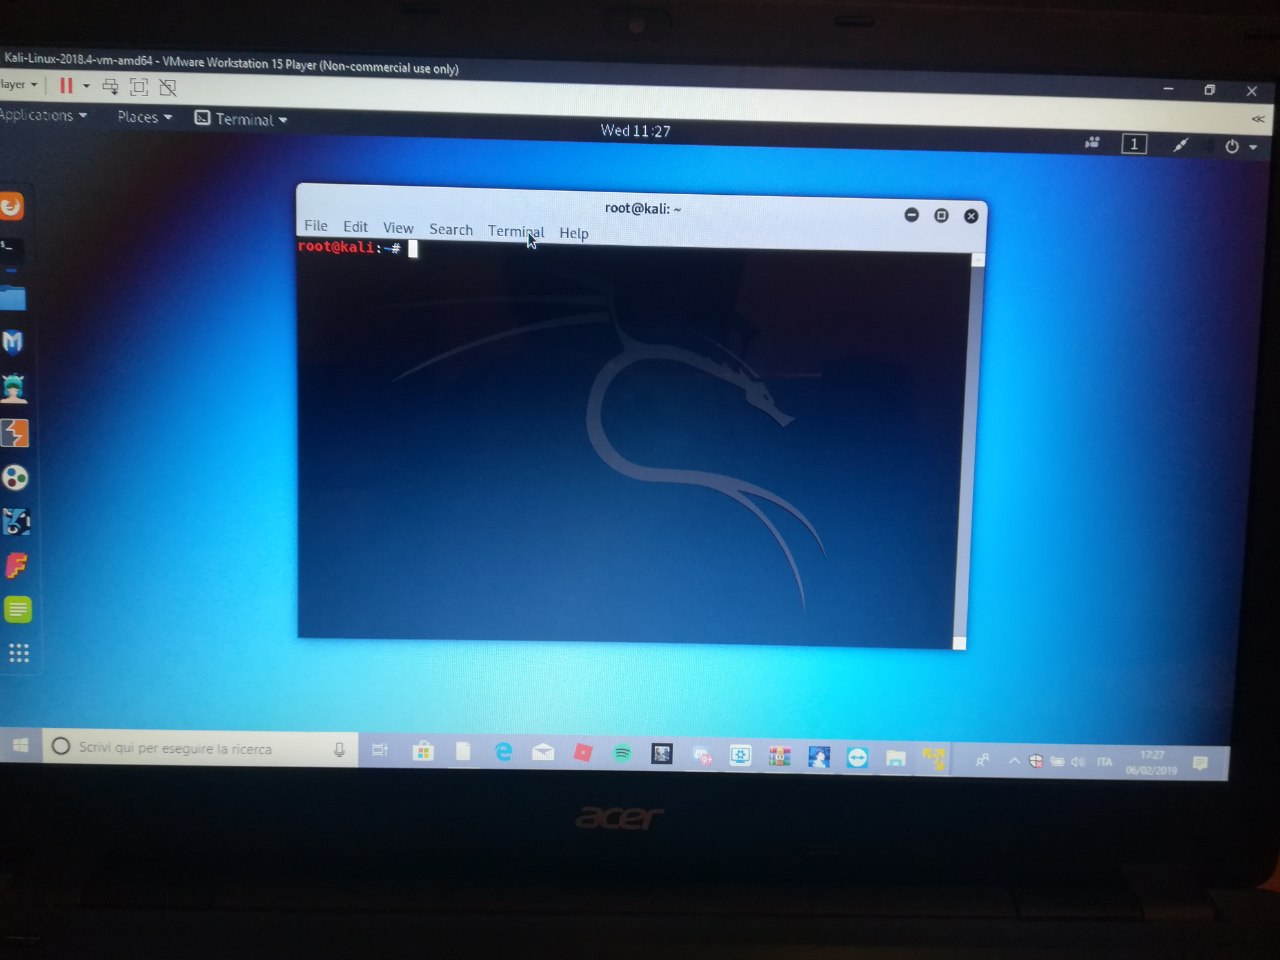 Kali-Linux-2018.4-vm-amd64 - VMware Workstation 15 Player (Non-commercial use only)
layer
Applications Places Terminal Wed 11:27 1
root@kali: ~
File Edit View Search Terminal Help
root@kali:~#
Scrivi qui per eseguire la ricerca
9+
ITA
17:27
06/02/2019
acer